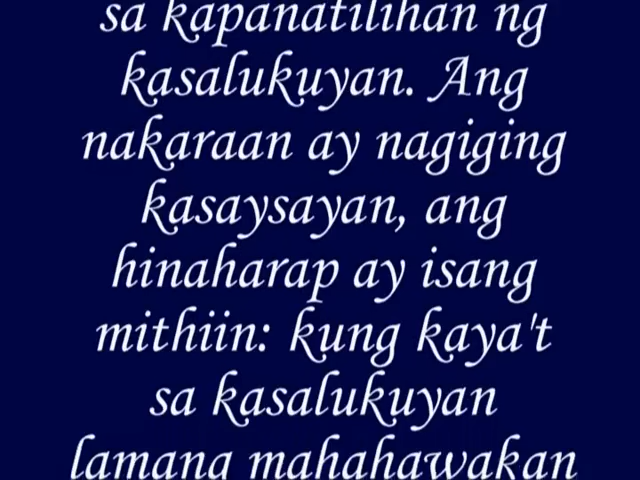 sa kapanatilihan ng
kasalukuyan. Ang
nakaraan ay nagiging
kasaysayan, ang
hinaharap ay isang
mithiin: kung kaya't
sa kasalukuyan
lamang mahahawakan